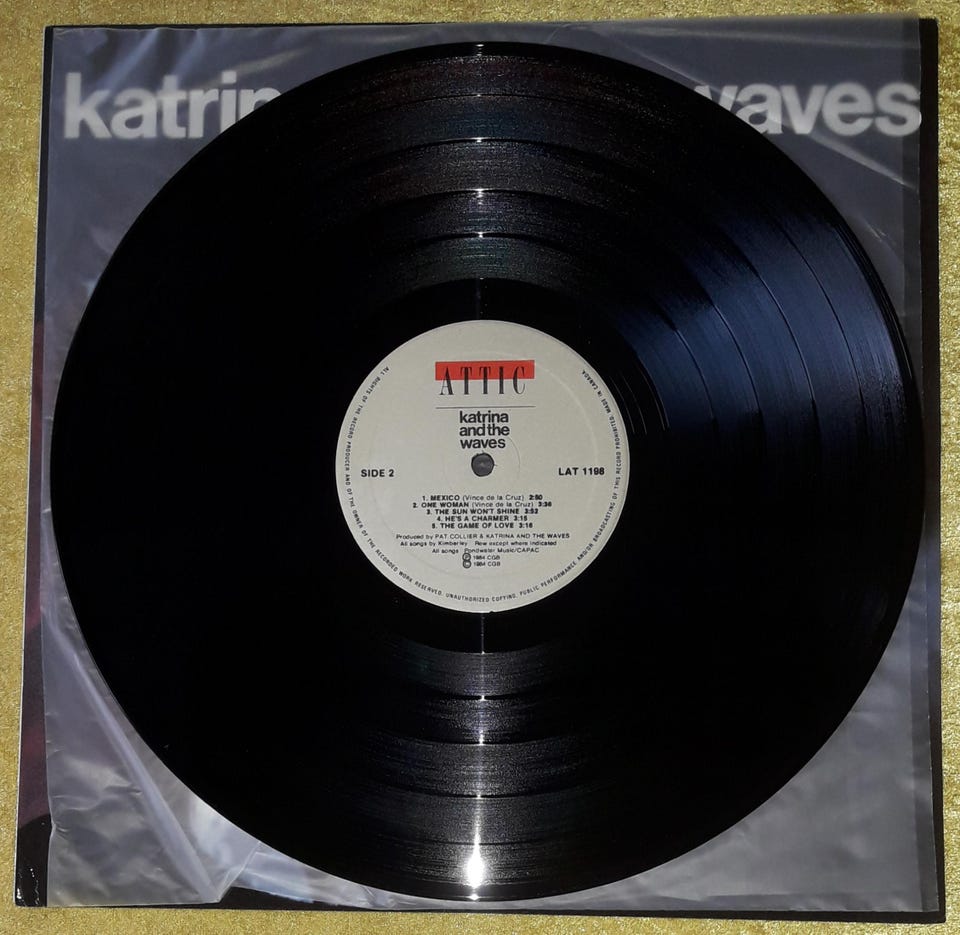 katrin waves
ATTIC
katrina
and the
waves
SIDE 2
LAT 1198
1. MEXICO (Vince de la Cruz) 2:50
2. ONE WOMAN (Vince de la Cruz) 3:36
3. THE SUN WON'T SHINE 3:52
4. HE'S A CHARMER 3:15
5. THE GAME OF LOVE 3:16
Produced by PAT COLLIER & KATRINA AND THE WAVES
All songs by Kimberley Rew except where indicated
All songs Pondwater Music/CAPAC
Ⓟ 1984 CGB
© 1984 CGB
ALL RIGHTS OF THE RECORD PRODUCER AND OF THE OWNER OF THE RECORDED WORK RESERVED. UNAUTHORIZED COPYING, PUBLIC PERFORMANCE AND/OR BROADCASTING OF THIS RECORD PROHIBITED. MADE IN CANADA.